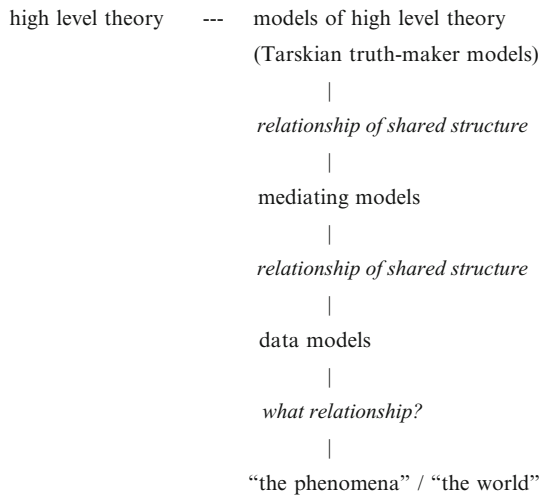 high level theory --- models of high level theory
(Tarskian truth-maker models)
|
relationship of shared structure
|
mediating models
|
relationship of shared structure
|
data models
|
what relationship?
|
“the phenomena” / “the world”